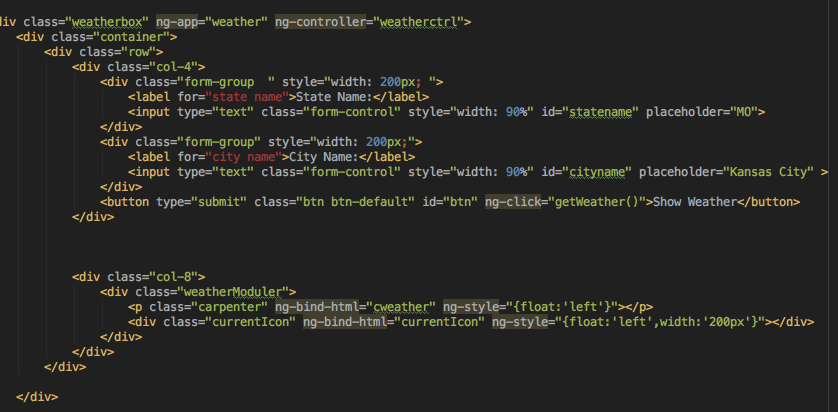 div class="weatherbox" ng-app="weather" ng-controller="weatherctrl">
<div class="container">
<div class="row">
<div class="col-4">
<div class="form-group  " style="width: 200px; ">
<label for="state name">State Name:</label>
<input type="text" class="form-control" style="width: 90%" id="statename" placeholder="MO">
</div>
<div class="form-group" style="width: 200px;">
<label for="city name">City Name:</label>
<input type="text" class="form-control" style="width: 90%" id="cityname" placeholder="Kansas City" >
</div>
<button type="submit" class="btn btn-default" id="btn" ng-click="getWeather()">Show Weather</button>
</div>
<div class="col-8">
<div class="weatherModuler">
<p class="carpenter" ng-bind-html="cweather" ng-style="{float:'left'}"></p>
<div class="currentIcon" ng-bind-html="currentIcon" ng-style="{float:'left',width:'200px'}"></div>
</div>
</div>
</div>
</div>